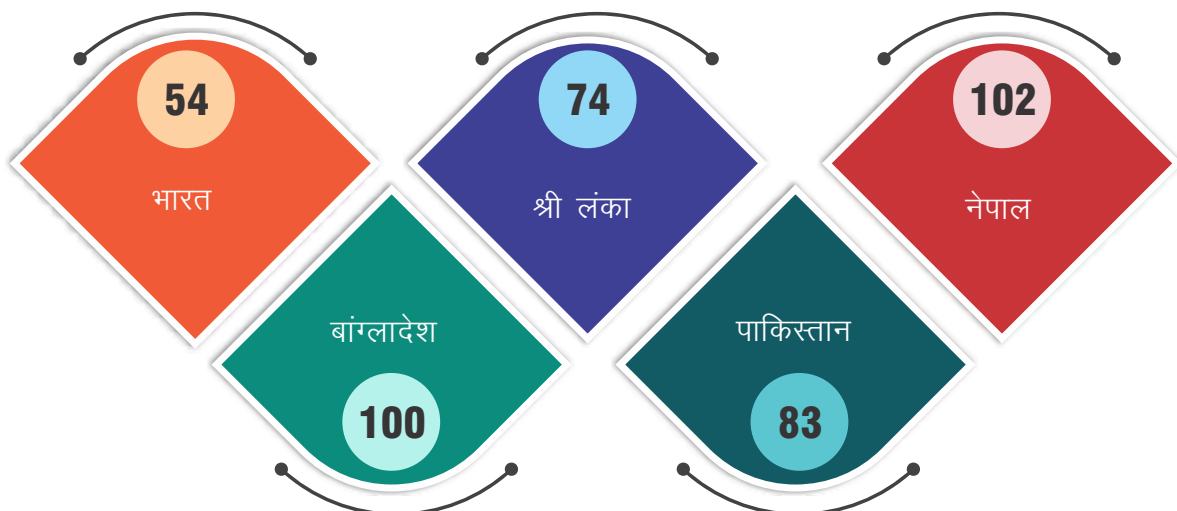 54
भारत
74
श्री लंका
102
नेपाल
बांग्लादेश
100
पाकिस्तान
83